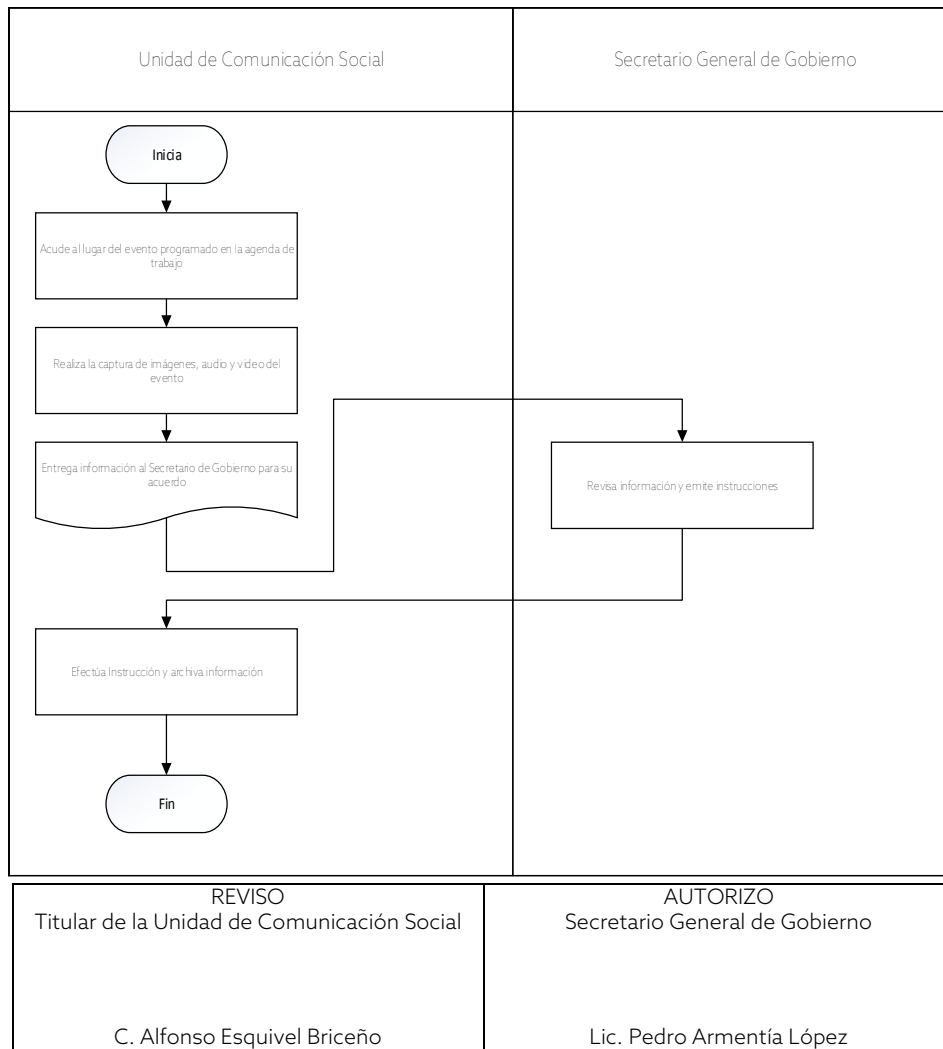 Unidad de Comunicación Social
Secretario General de Gobierno
Inicia
Acude al lugar del evento programado en la agenda de
trabajo
Realiza la captura de imágenes, audio y video del
evento
Entrega información al Secretario de Gobierno para su
acuerdo
Revisa información y emite instrucciones
Efectúa Instrucción y archiva información
Fin
REVISO
Titular de la Unidad de Comunicación Social
C. Alfonso Esquivel Briceño
AUTORIZO
Secretario General de Gobierno
Lic. Pedro Armentía López